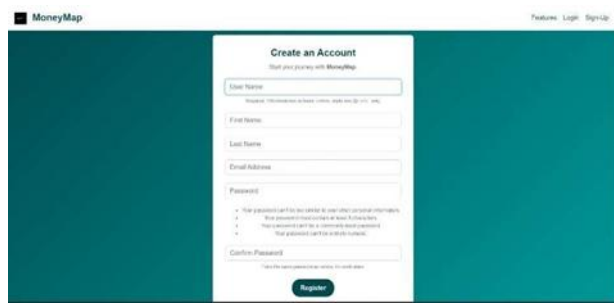 MoneyMap
Features Login Sign-Up
Create an Account
Start your journey with MoneyMap
User Name
First Name
Last Name
Email Address
Password
Your password can't be too similar to your other personal information.
Your password must contain at least 8 characters.
Your password can't be a commonly used password.
Your password can't be entirely numeric.
Confirm Password
Register